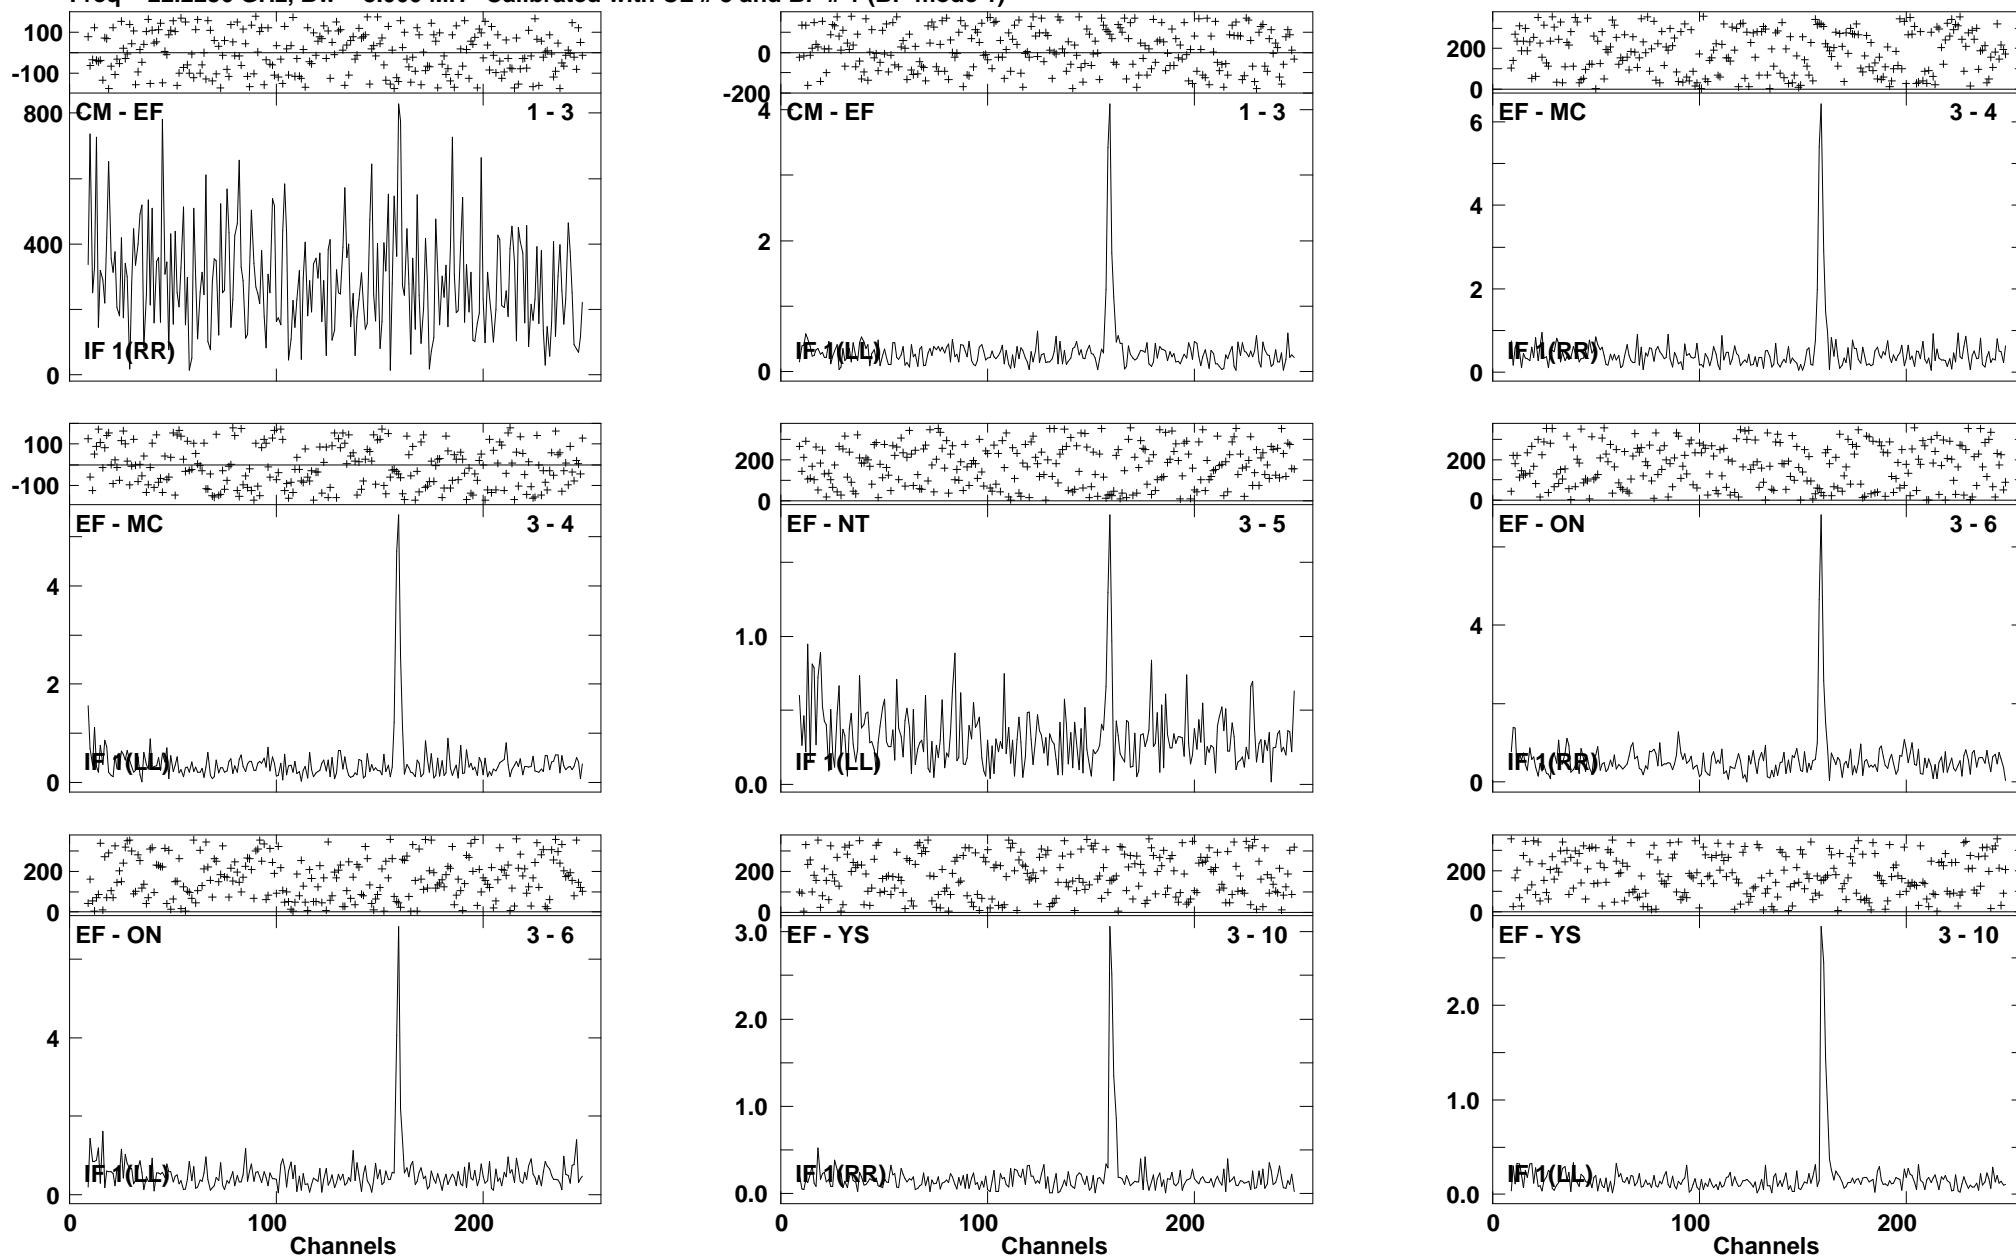 100
-100
800
400
0
CM - EF 1 - 3
IF 1(RR)
0
-200
4
2
0
CM - EF 1 - 3
IF 1(LL)
200
0
6
4
2
0
EF - MC 3 - 4
IF 1(RR)
100
-100
4
2
0
EF - MC 3 - 4
IF 1(LL)
200
0
1.0
0.0
EF - NT 3 - 5
IF 1(LL)
200
0
4
0
EF - ON 3 - 6
IF 1(RR)
200
0
4
0
EF - ON 3 - 6
IF 1(LL)
0 100 200
Channels
200
0
3.0
2.0
1.0
0.0
EF - YS 3 - 10
IF 1(RR)
0 100 200
Channels
200
0
2.0
1.0
0.0
EF - YS 3 - 10
IF 1(LL)
0 100 200
Channels